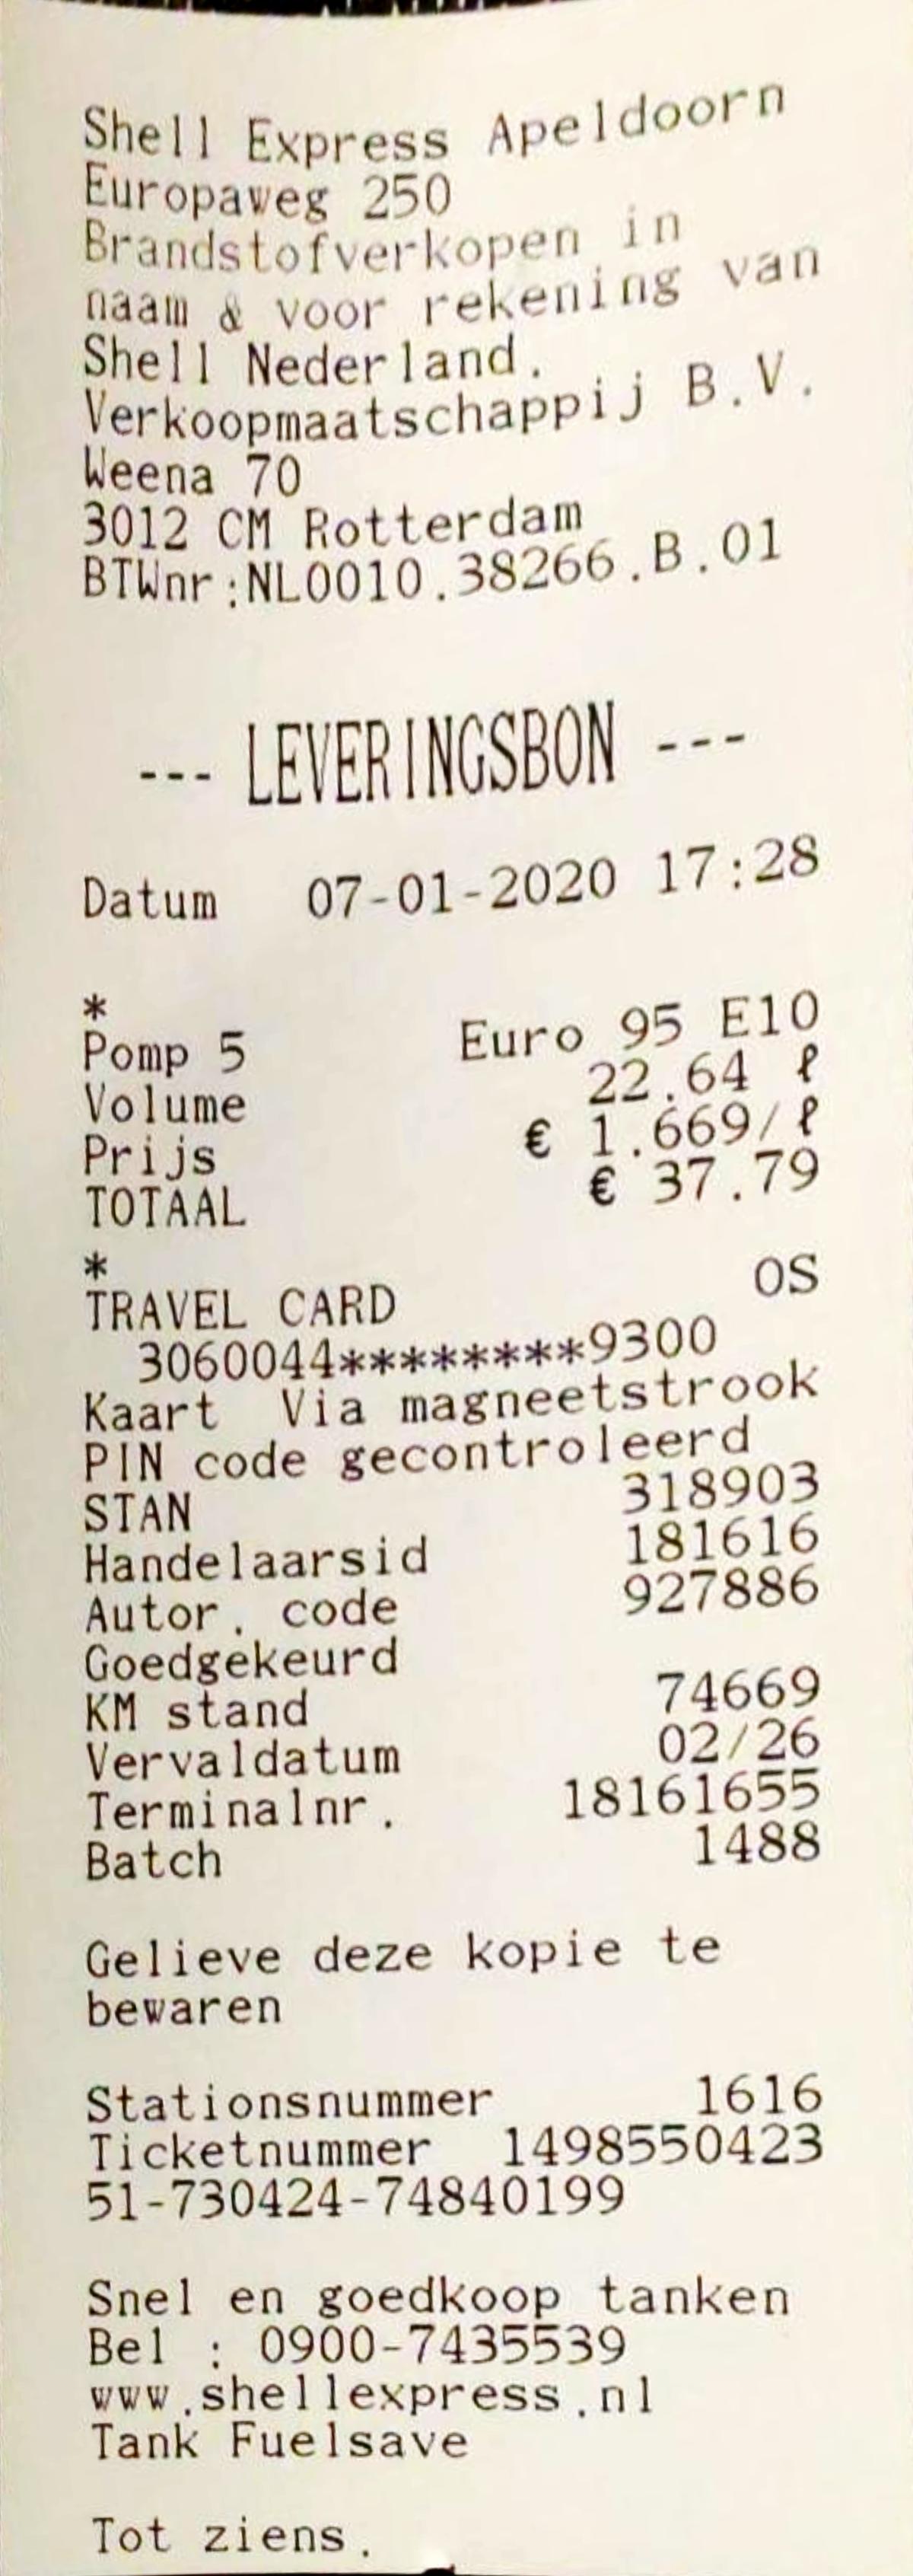 Shell Express Apeldoorn
Europaweg 250
Brandstofverkopen in
naam & voor rekening van
Shell Nederland.
Verkoopmaatschappij B.V.
Weena 70
3012 CM Rotterdam
BTWnr:NL0010.38266.B.01
--- LEVERINGSBON ---
Datum 07-01-2020 17:28
*
Pomp 5 Euro 95 E10
Volume 22.64 ℓ
Prijs € 1.669/ℓ
TOTAAL € 37.79
*
TRAVEL CARD OS
3060044********9300
Kaart Via magneetstrook
PIN code gecontroleerd
STAN 318903
Handelaarsid 181616
Autor. code 927886
Goedgekeurd
KM stand 74669
Vervaldatum 02/26
Terminalnr. 18161655
Batch 1488
Gelieve deze kopie te
bewaren
Stationsnummer 1616
Ticketnummer 1498550423
51-730424-74840199
Snel en goedkoop tanken
Bel : 0900-7435539
www.shellexpress.nl
Tank Fuelsave
Tot ziens.